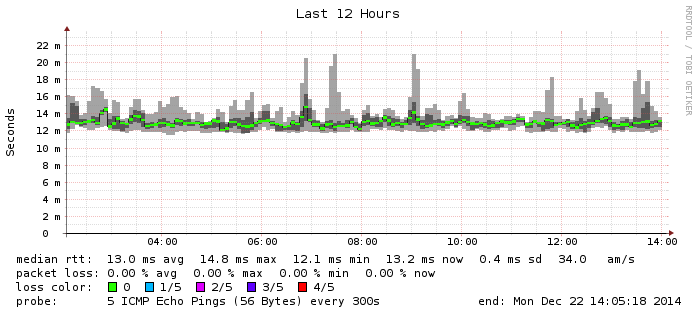 Last 12 Hours
RRDTOOL / TOBI OETIKER
Seconds
22 m
20 m
18 m
16 m
14 m
12 m
10 m
8 m
6 m
4 m
2 m
0
04:00 06:00 08:00 10:00 12:00 14:00
median rtt: 13.0 ms avg 14.8 ms max 12.1 ms min 13.2 ms now 0.4 ms sd 34.0 am/s
packet loss: 0.00 % avg 0.00 % max 0.00 % min 0.00 % now
loss color: 0 1/5 2/5 3/5 4/5
probe: 5 ICMP Echo Pings (56 Bytes) every 300s end: Mon Dec 22 14:05:18 2014